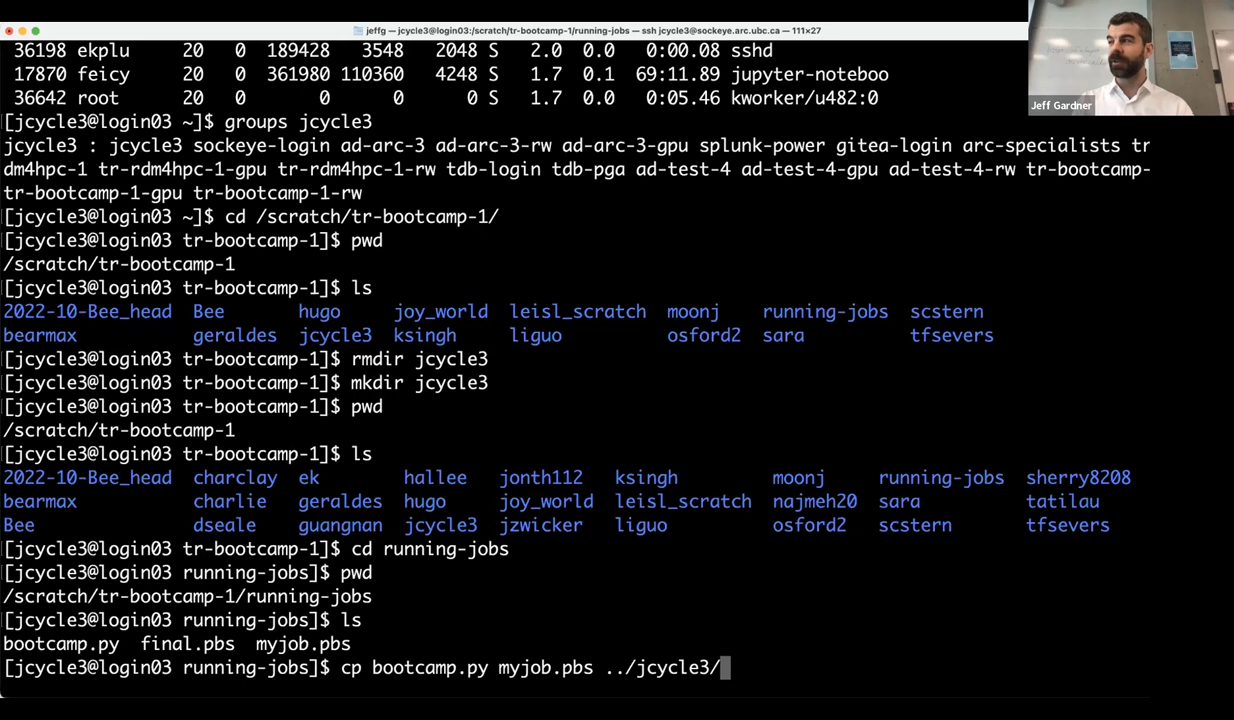 jeffg — jcycle3@login03:/scratch/tr-bootcamp-1/running-jobs — ssh jcycle3@sockeye.arc.ubc.ca — 111×27
36198 ekplu 20 0 189428 3548 2048 S 2.0 0.0 0:00.08 sshd
17870 feicy 20 0 361980 110360 4248 S 1.7 0.1 69:11.89 jupyter-noteboo
36642 root 20 0 0 0 0 S 1.7 0.0 0:05.46 kworker/u482:0
[jcycle3@login03 ~]$ groups jcycle3
jcycle3 : jcycle3 sockeye-login ad-arc-3 ad-arc-3-rw ad-arc-3-gpu splunk-power gitea-login arc-specialists tr
dm4hpc-1 tr-rdm4hpc-1-gpu tr-rdm4hpc-1-rw tdb-login tdb-pga ad-test-4 ad-test-4-gpu ad-test-4-rw tr-bootcamp-
tr-bootcamp-1-gpu tr-bootcamp-1-rw
[jcycle3@login03 ~]$ cd /scratch/tr-bootcamp-1/
[jcycle3@login03 tr-bootcamp-1]$ pwd
/scratch/tr-bootcamp-1
[jcycle3@login03 tr-bootcamp-1]$ ls
2022-10-Bee_head Bee hugo joy_world leisl_scratch moonj running-jobs scstern
bearmax geraldes jcycle3 ksingh liguo osford2 sara tfsevers
[jcycle3@login03 tr-bootcamp-1]$ rmdir jcycle3
[jcycle3@login03 tr-bootcamp-1]$ mkdir jcycle3
[jcycle3@login03 tr-bootcamp-1]$ pwd
/scratch/tr-bootcamp-1
[jcycle3@login03 tr-bootcamp-1]$ ls
2022-10-Bee_head charclay ek hallee jonth112 ksingh moonj running-jobs sherry8208
bearmax charlie geraldes hugo joy_world leisl_scratch najmeh20 sara tatilau
Bee dseale guangnan jcycle3 jzwicker liguo osford2 scstern tfsevers
[jcycle3@login03 tr-bootcamp-1]$ cd running-jobs
[jcycle3@login03 running-jobs]$ pwd
/scratch/tr-bootcamp-1/running-jobs
[jcycle3@login03 running-jobs]$ ls
bootcamp.py final.pbs myjob.pbs
[jcycle3@login03 running-jobs]$ cp bootcamp.py myjob.pbs ../jcycle3/
Jeff Gardner